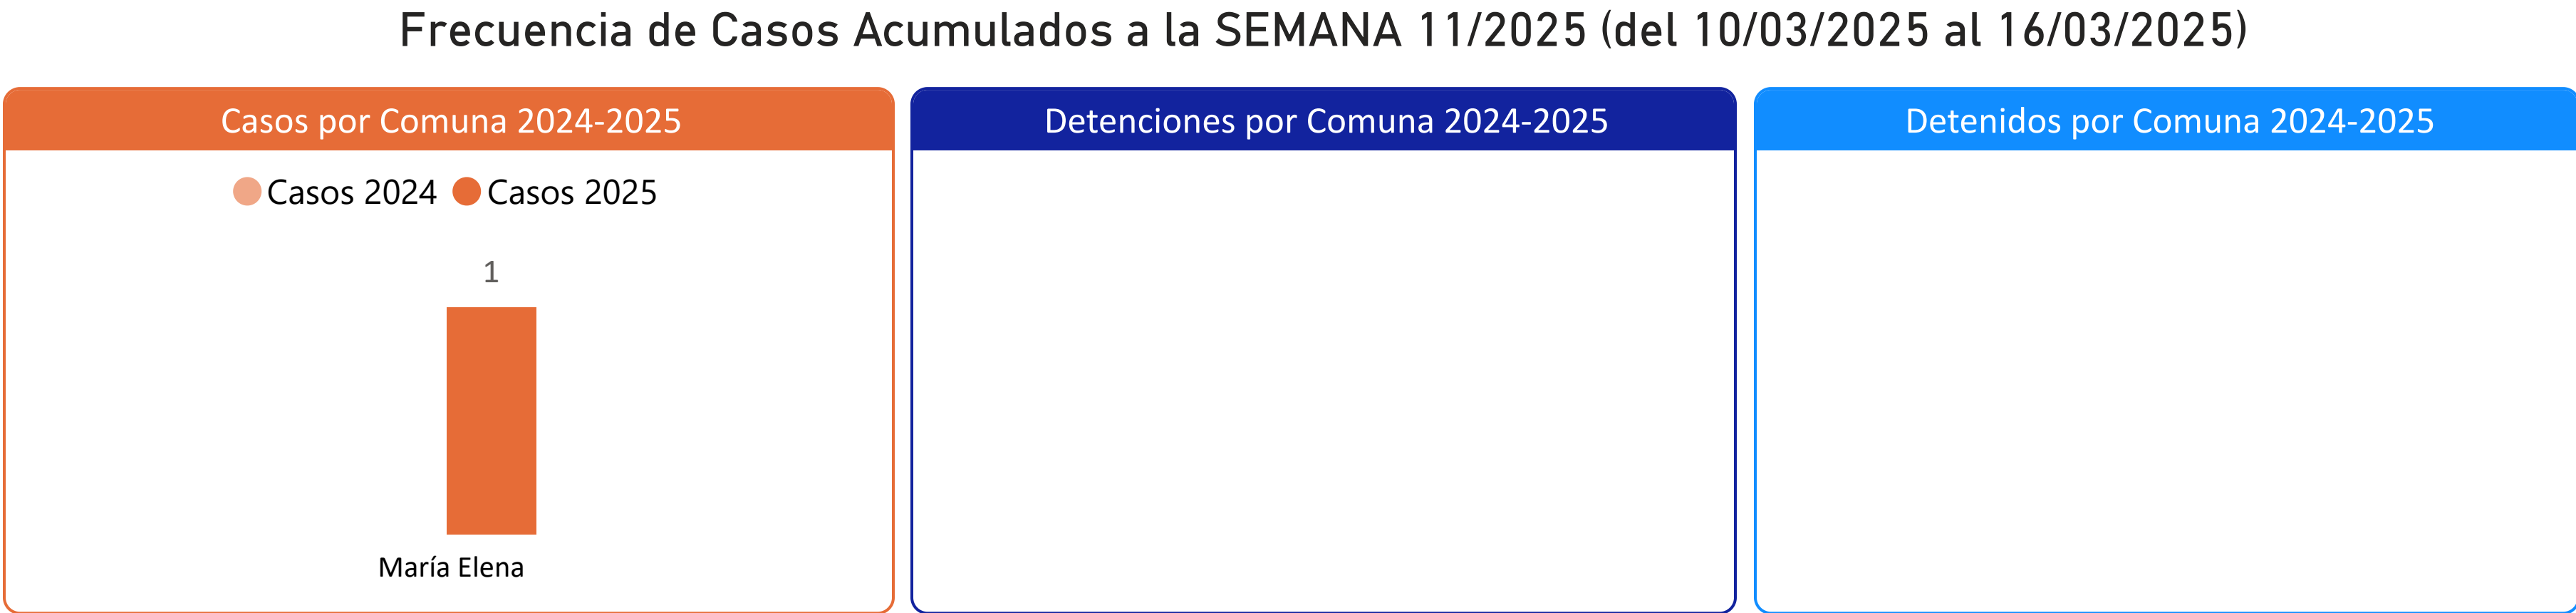 Frecuencia de Casos Acumulados a la SEMANA 11/2025 (del 10/03/2025 al 16/03/2025)
Casos por Comuna 2024-2025
Casos 2024 Casos 2025
1
María Elena
Detenciones por Comuna 2024-2025
Detenidos por Comuna 2024-2025